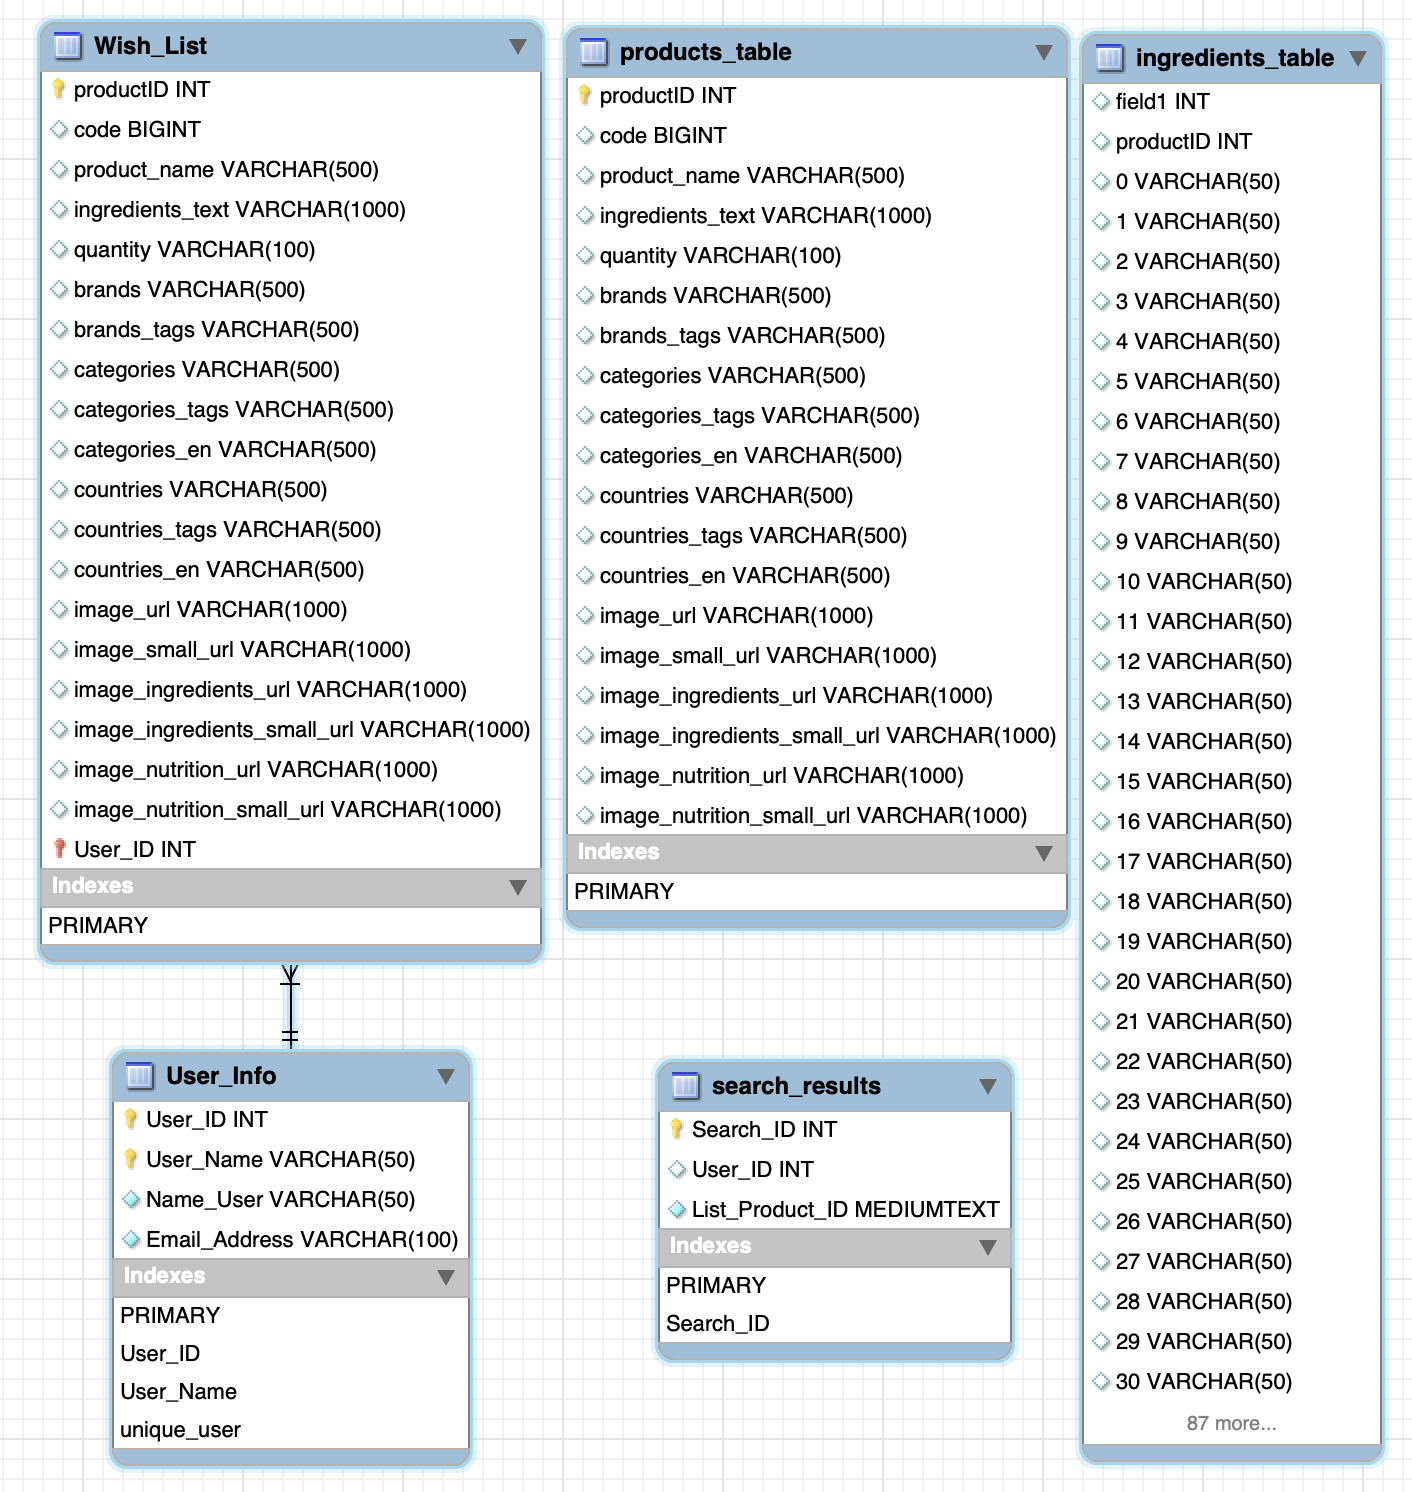 Wish_List
productID INT
code BIGINT
product_name VARCHAR(500)
ingredients_text VARCHAR(1000)
quantity VARCHAR(100)
brands VARCHAR(500)
brands_tags VARCHAR(500)
categories VARCHAR(500)
categories_tags VARCHAR(500)
categories_en VARCHAR(500)
countries VARCHAR(500)
countries_tags VARCHAR(500)
countries_en VARCHAR(500)
image_url VARCHAR(1000)
image_small_url VARCHAR(1000)
image_ingredients_url VARCHAR(1000)
image_ingredients_small_url VARCHAR(1000)
image_nutrition_url VARCHAR(1000)
image_nutrition_small_url VARCHAR(1000)
User_ID INT
Indexes
PRIMARY
products_table
productID INT
code BIGINT
product_name VARCHAR(500)
ingredients_text VARCHAR(1000)
quantity VARCHAR(100)
brands VARCHAR(500)
brands_tags VARCHAR(500)
categories VARCHAR(500)
categories_tags VARCHAR(500)
categories_en VARCHAR(500)
countries VARCHAR(500)
countries_tags VARCHAR(500)
countries_en VARCHAR(500)
image_url VARCHAR(1000)
image_small_url VARCHAR(1000)
image_ingredients_url VARCHAR(1000)
image_ingredients_small_url VARCHAR(1000)
image_nutrition_url VARCHAR(1000)
image_nutrition_small_url VARCHAR(1000)
Indexes
PRIMARY
ingredients_table
field1 INT
productID INT
0 VARCHAR(50)
1 VARCHAR(50)
2 VARCHAR(50)
3 VARCHAR(50)
4 VARCHAR(50)
5 VARCHAR(50)
6 VARCHAR(50)
7 VARCHAR(50)
8 VARCHAR(50)
9 VARCHAR(50)
10 VARCHAR(50)
11 VARCHAR(50)
12 VARCHAR(50)
13 VARCHAR(50)
14 VARCHAR(50)
15 VARCHAR(50)
16 VARCHAR(50)
17 VARCHAR(50)
18 VARCHAR(50)
19 VARCHAR(50)
20 VARCHAR(50)
21 VARCHAR(50)
22 VARCHAR(50)
23 VARCHAR(50)
24 VARCHAR(50)
25 VARCHAR(50)
26 VARCHAR(50)
27 VARCHAR(50)
28 VARCHAR(50)
29 VARCHAR(50)
30 VARCHAR(50)
87 more...
User_Info
User_ID INT
User_Name VARCHAR(50)
Name_User VARCHAR(50)
Email_Address VARCHAR(100)
Indexes
PRIMARY
User_ID
User_Name
unique_user
search_results
Search_ID INT
User_ID INT
List_Product_ID MEDIUMTEXT
Indexes
PRIMARY
Search_ID